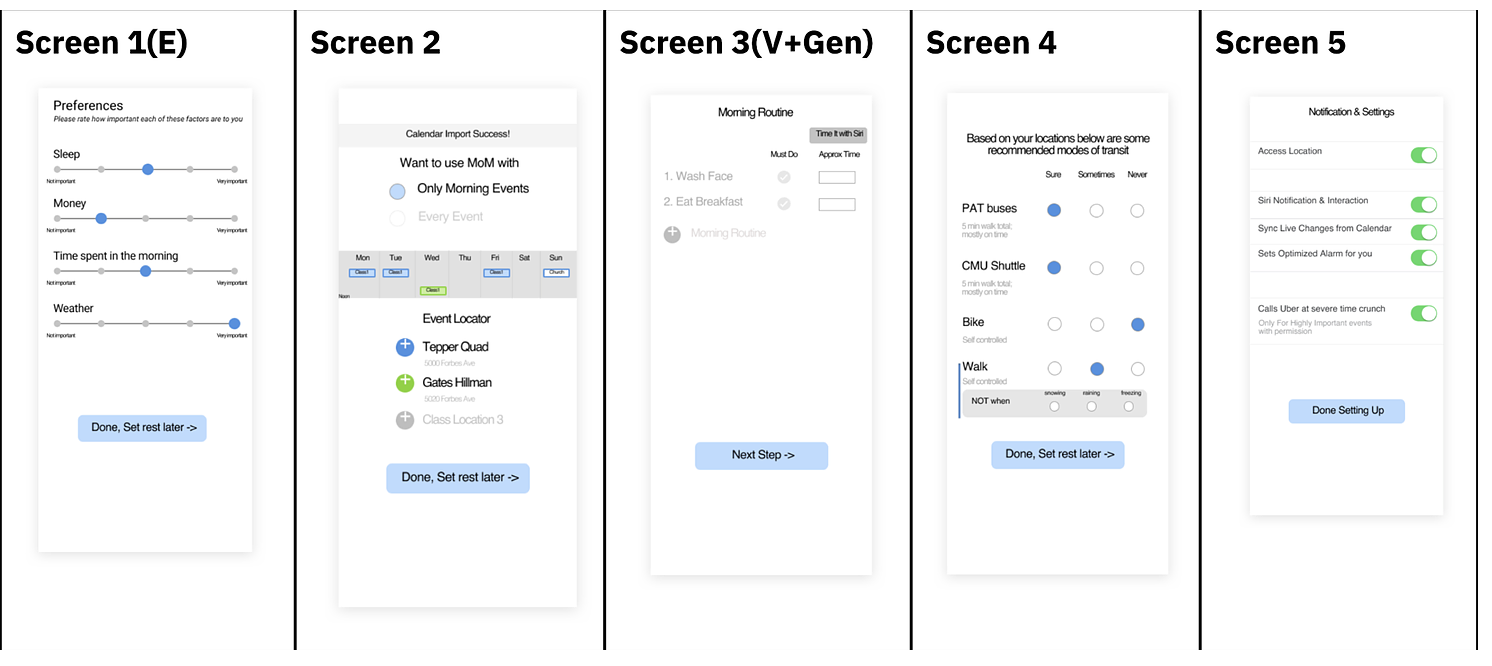 Screen 1(E)
Preferences
Please rate how important each of these factors are to you
Sleep
Not important Very important
Money
Not important Very important
Time spent in the morning
Not important Very important
Weather
Not important Very important
Done, Set rest later ->
Screen 2
Calendar Import Success!
Want to use MoM with
Only Morning Events
Every Event
Mon Tue Wed Thu Fri Sat Sun
Class1 Class1 Class1 Church
Class1
Noon
Event Locator
Tepper Quad
5000 Forbes Ave
Gates Hillman
5020 Forbes Ave
Class Location 3
Done, Set rest later ->
Screen 3(V+Gen)
Morning Routine
Time It with Siri
Must Do Approx Time
1. Wash Face
2. Eat Breakfast
Morning Routine
Next Step ->
Screen 4
Based on your locations below are some
recommended modes of transit
Sure Sometimes Never
PAT buses
5 min walk total;
mostly on time
CMU Shuttle
5 min walk total;
mostly on time
Bike
Self controlled
Walk
Self controlled
NOT when snowing raining freezing
Done, Set rest later ->
Screen 5
Notification & Settings
Access Location
Siri Notification & Interaction
Sync Live Changes from Calendar
Sets Optimized Alarm for you
Calls Uber at severe time crunch
Only For Highly Important events
with permission
Done Setting Up